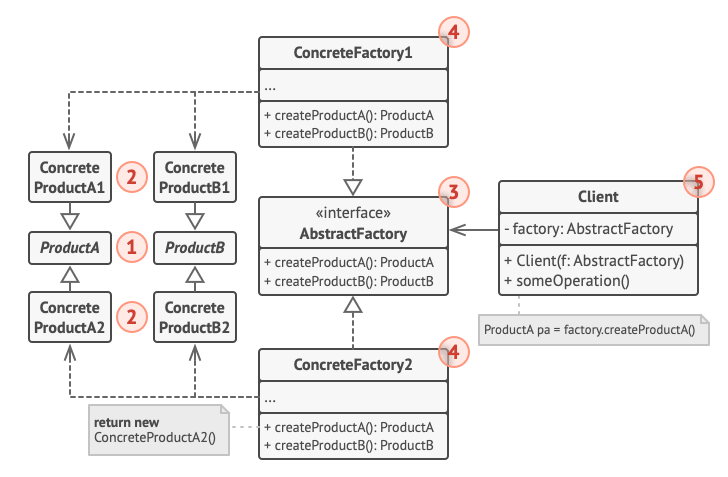 4
ConcreteFactory1
...
+ createProductA(): ProductA
+ createProductB(): ProductB
Concrete
ProductA1
2
Concrete
ProductB1
3
«interface»
AbstractFactory
+ createProductA(): ProductA
+ createProductB(): ProductB
5
Client
- factory: AbstractFactory
+ Client(f: AbstractFactory)
+ someOperation()
ProductA
1
ProductB
Concrete
ProductA2
2
Concrete
ProductB2
ProductA pa = factory.createProductA()
4
ConcreteFactory2
...
+ createProductA(): ProductA
+ createProductB(): ProductB
return new
ConcreteProductA2()